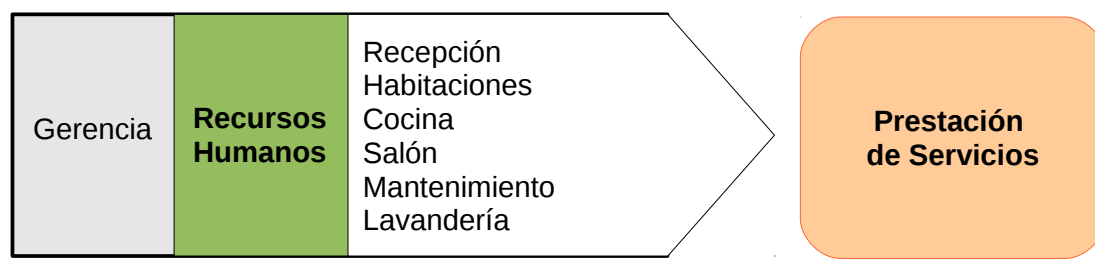 Gerencia
Recursos
Humanos
Recepción
Habitaciones
Cocina
Salón
Mantenimiento
Lavandería
Prestación
de Servicios